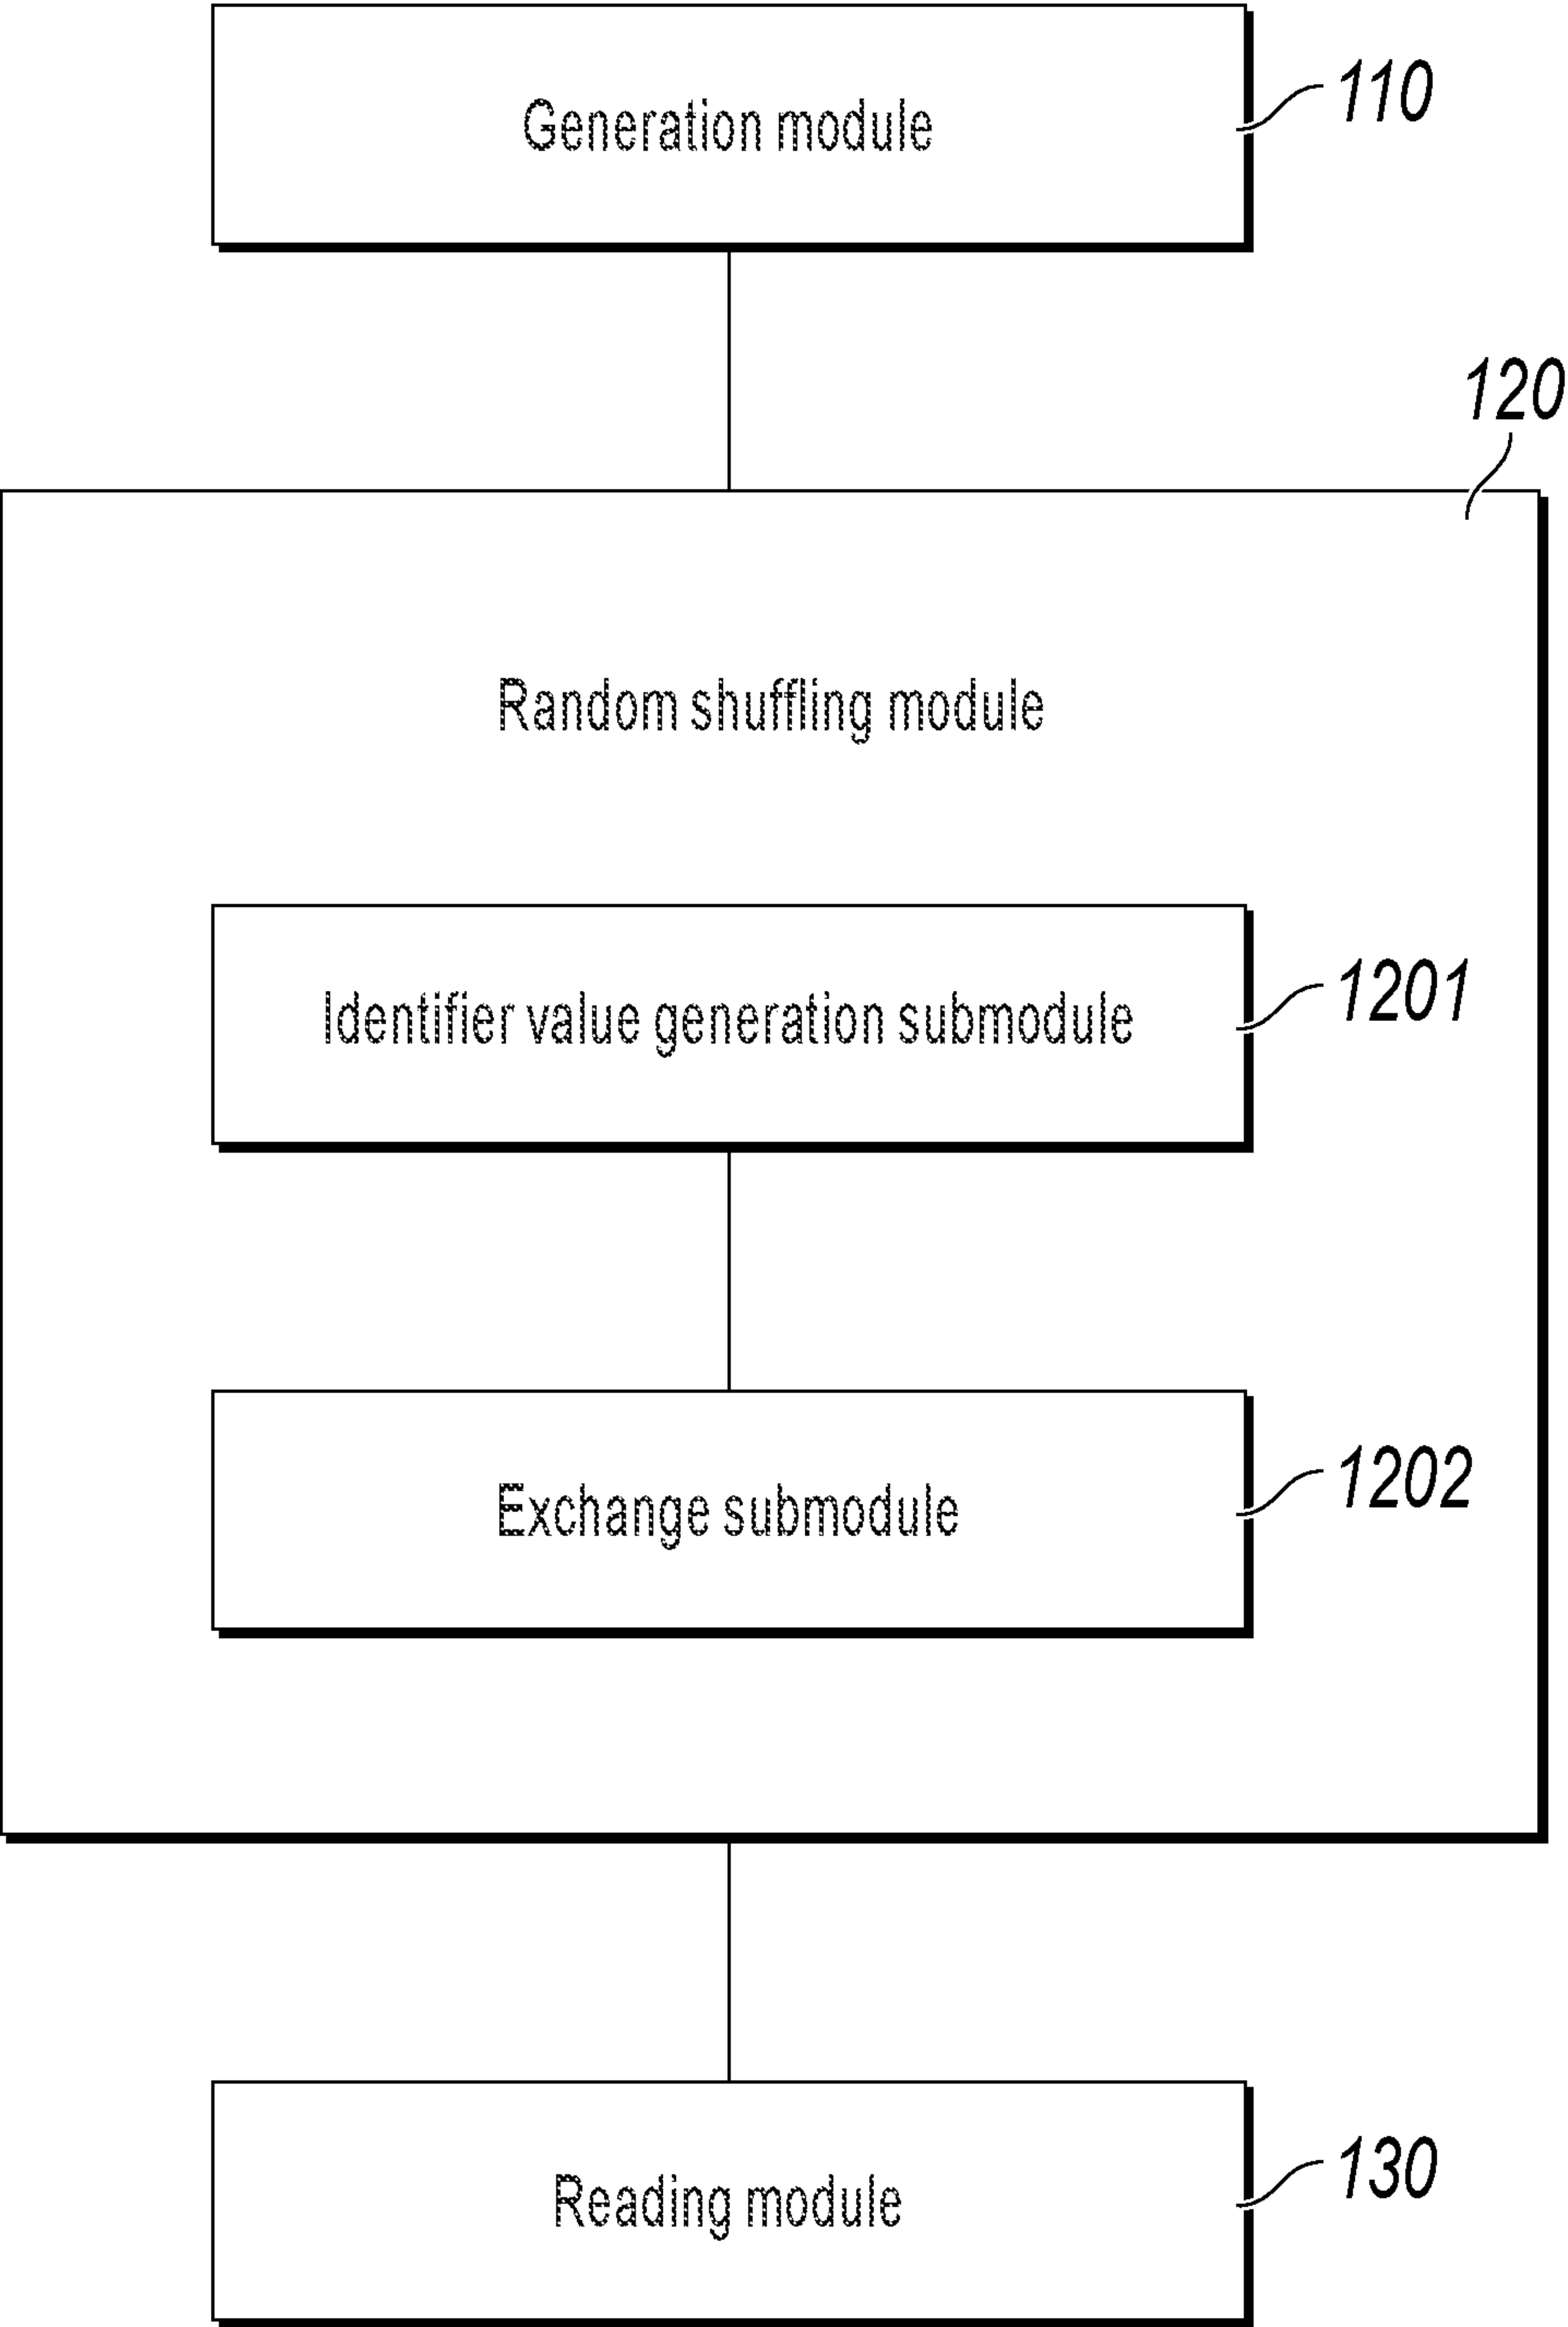 Generation module
110
120
Random shuffling module
Identifier value generation submodule
1201
Exchange submodule
1202
Reading module
130